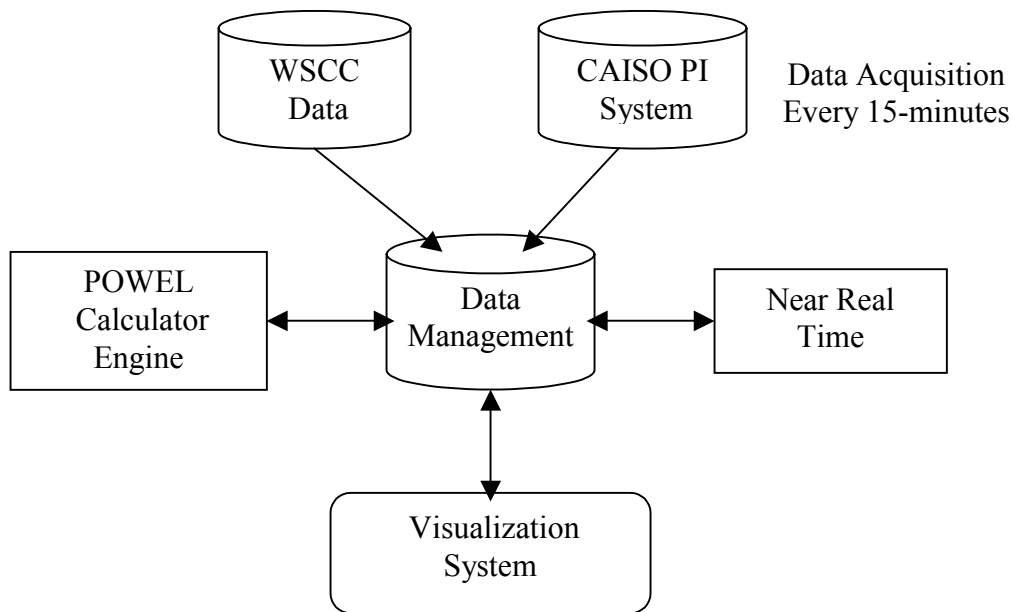 WSCC
Data
CAISO PI
System
Data Acquisition
Every 15-minutes
POWEL
Calculator
Engine
Data
Management
Near Real
Time
Visualization
System